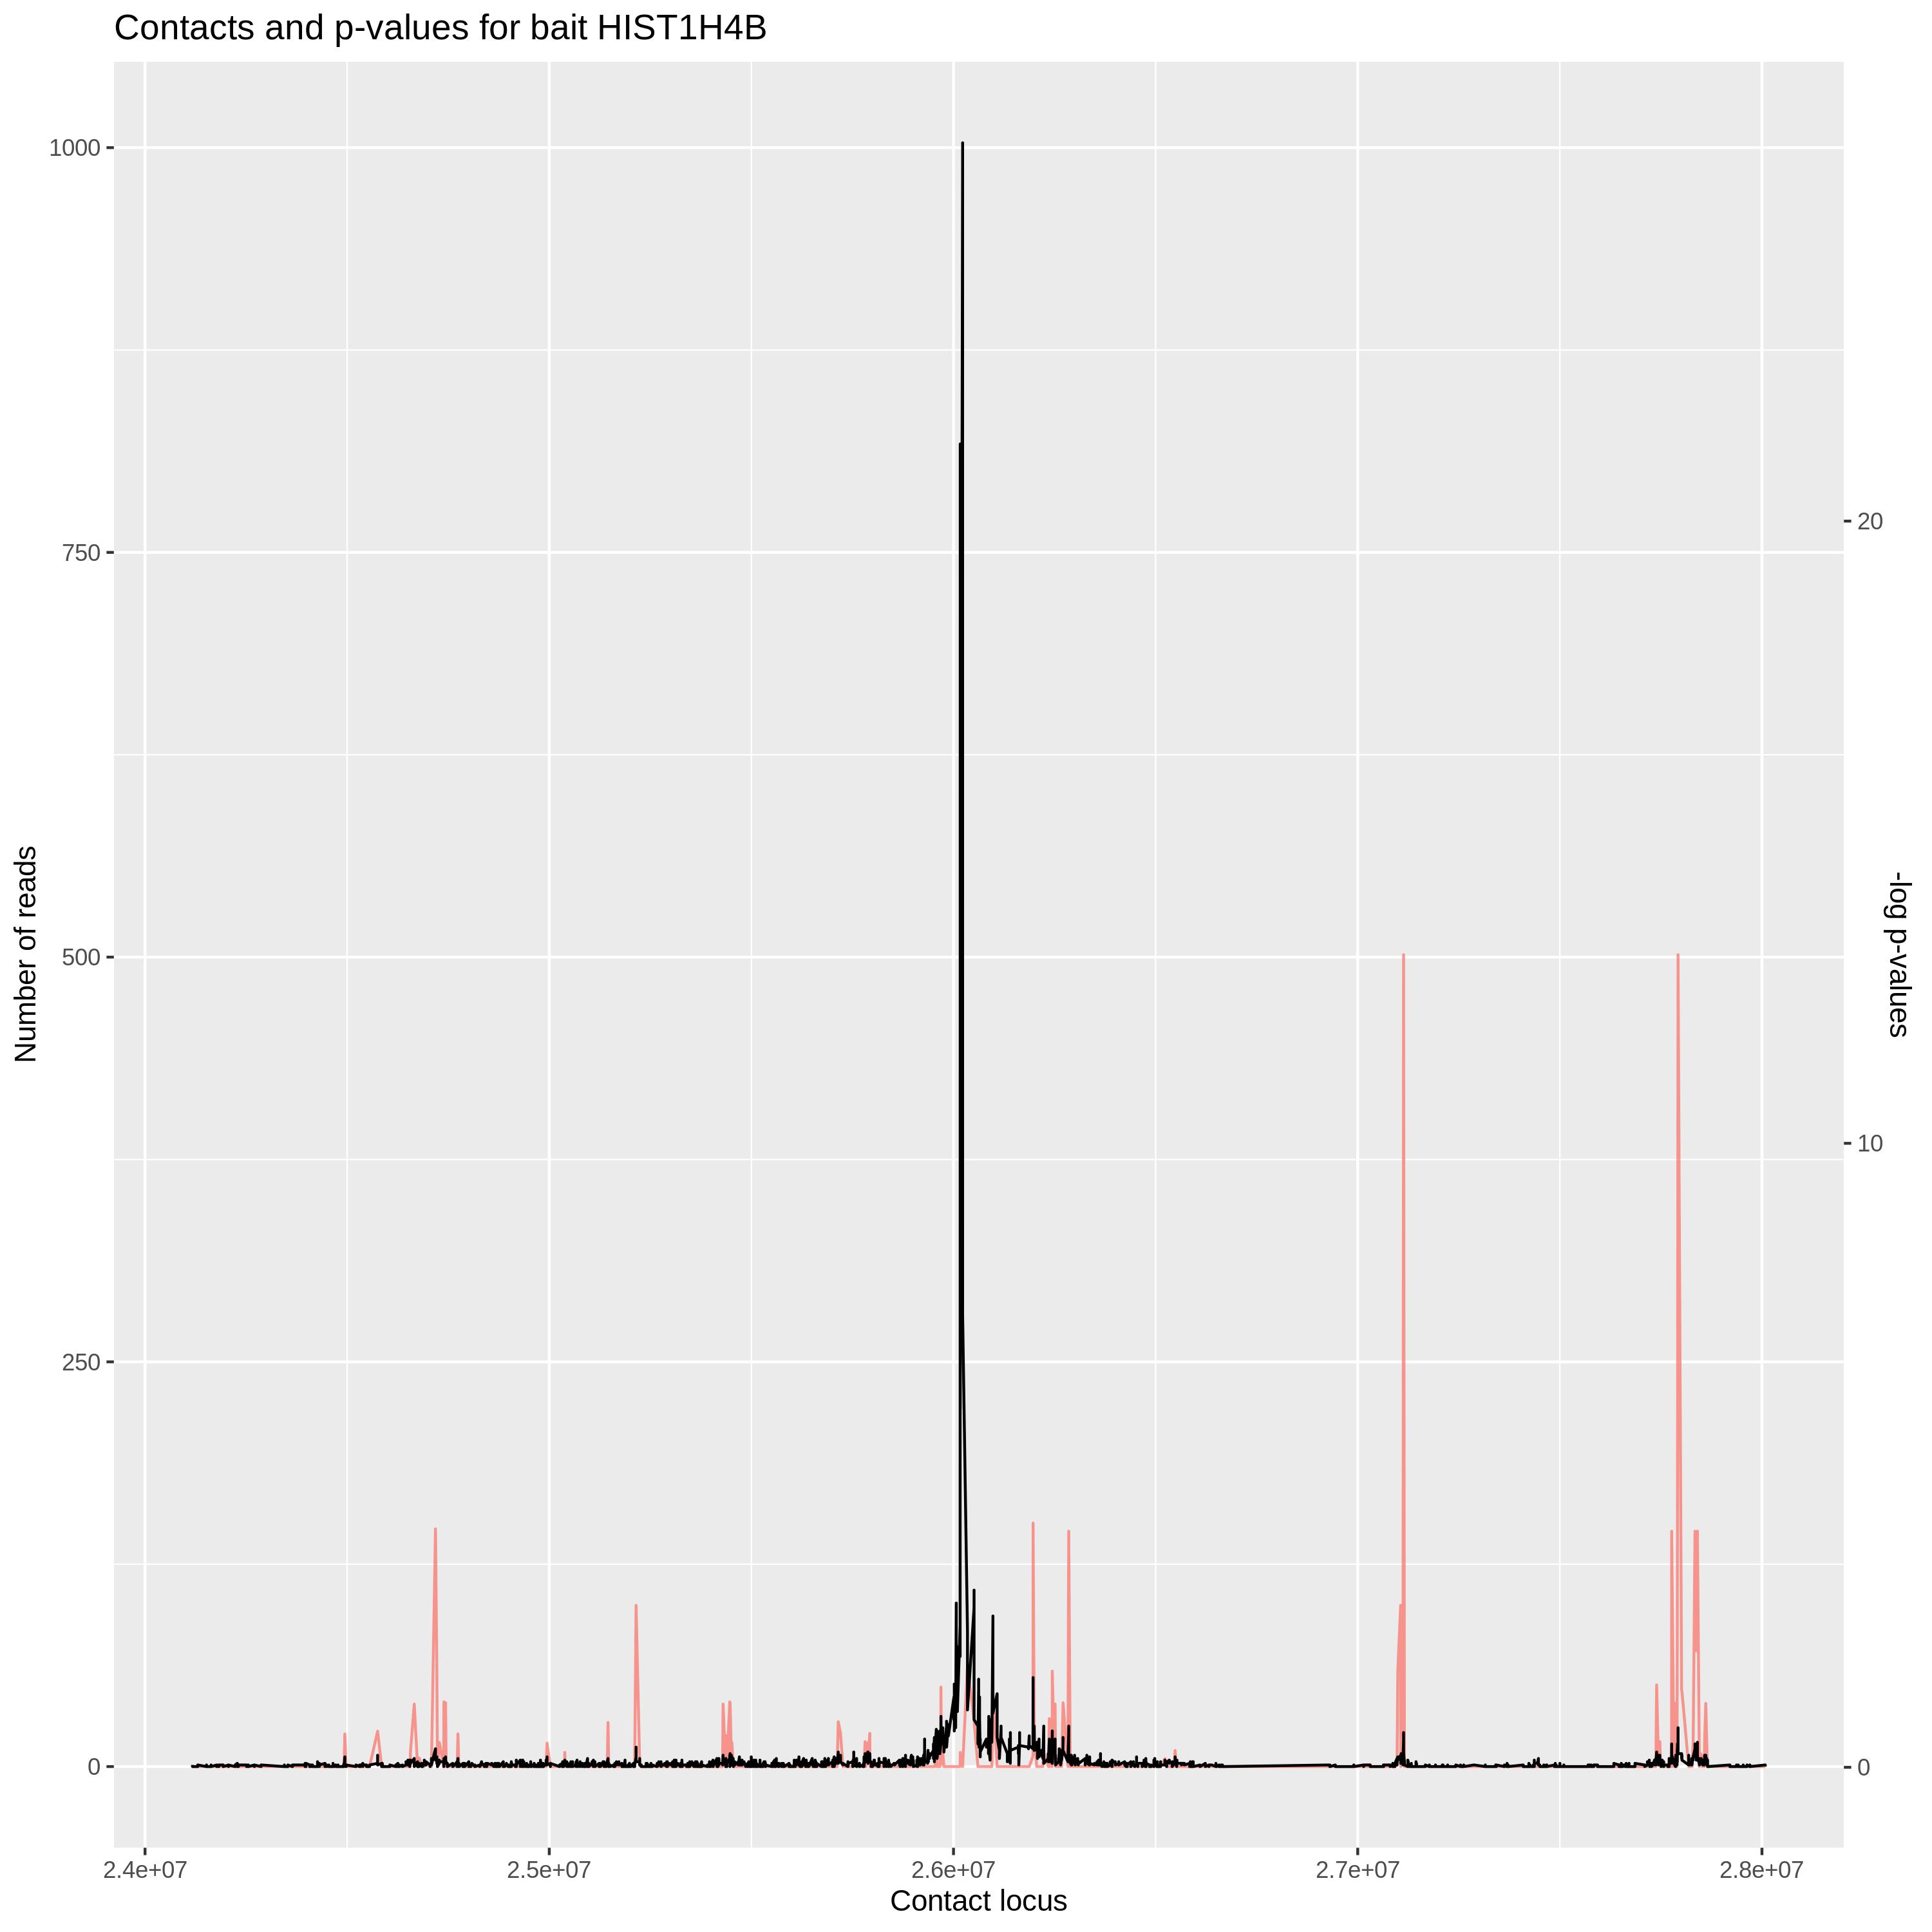 Contacts and p-values for bait HIST1H4B
1000
750
500
250
0
Number of reads
20
10
0
-log p-values
2.4e+07
2.5e+07
2.6e+07
2.7e+07
2.8e+07
Contact locus